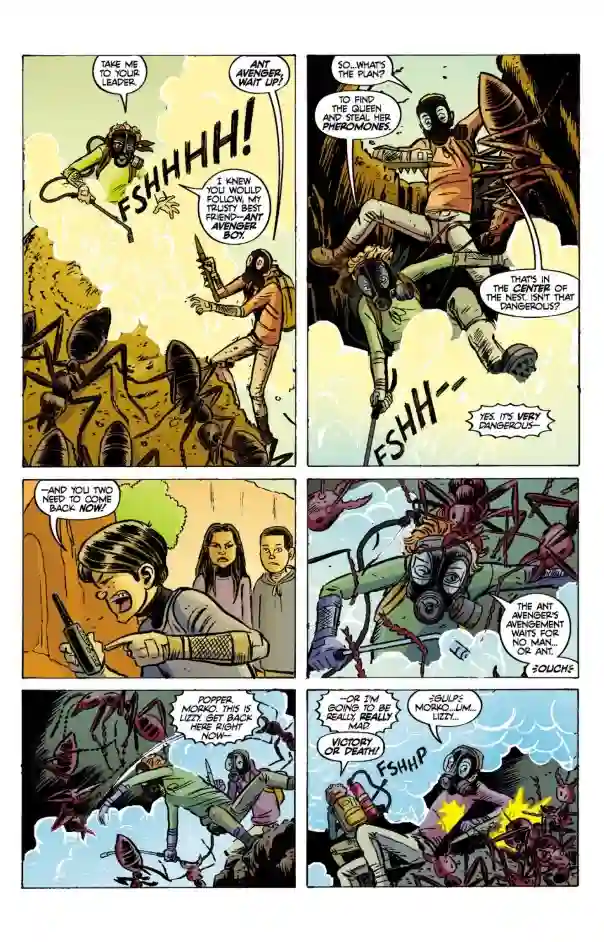 TAKE ME
TO YOUR
LEADER.
ANT
AVENGER,
WAIT UP!
FSHHHHH!
I KNEW
YOU WOULD
FOLLOW, MY
TRUSTY BEST
FRIEND—ANT
AVENGER
BOY.
SO...WHAT'S
THE PLAN?
TO FIND
THE QUEEN
AND STEAL HER
PHEROMONES.
THAT'S IN
THE CENTER OF
THE NEST. ISN'T THAT
DANGEROUS?
FSHH--
YES. IT'S VERY
DANGEROUS—
—AND YOU TWO
NEED TO COME
BACK NOW!
THE ANT
AVENGER'S
AVENGEMENT
WAITS FOR
NO MAN...
OR ANT.
OUCH
POPPER,
MORKO, THIS IS
LIZZY. GET BACK
HERE RIGHT
NOW—
—OR I'M
GOING TO BE
REALLY, REALLY
MAD.
VICTORY
OR DEATH!
GULP
MORKO...UM...
LIZZY...
FSHHP